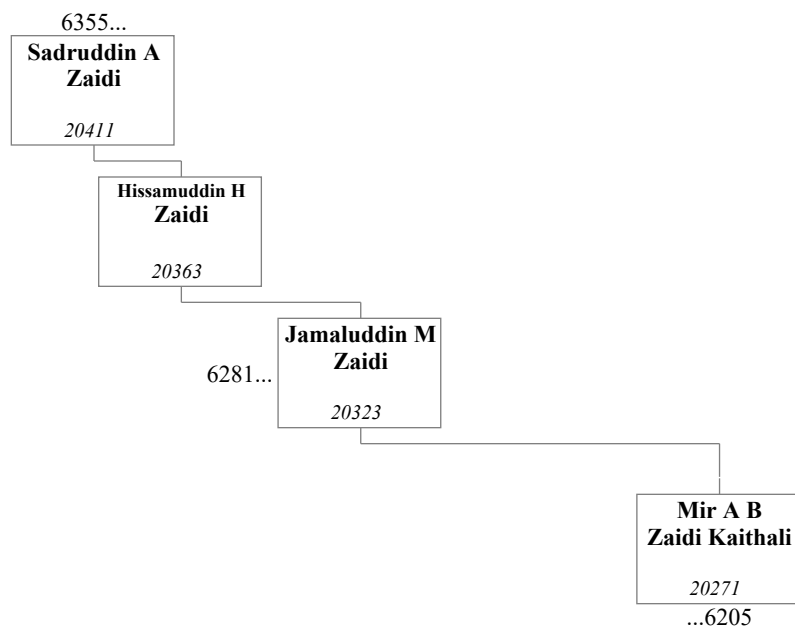 6355...
Sadruddin A
Zaidi
20411
Hissamuddin H
Zaidi
20363
Jamaluddin M
Zaidi
6281...
20323
Mir A B
Zaidi Kaithali
20271
...6205